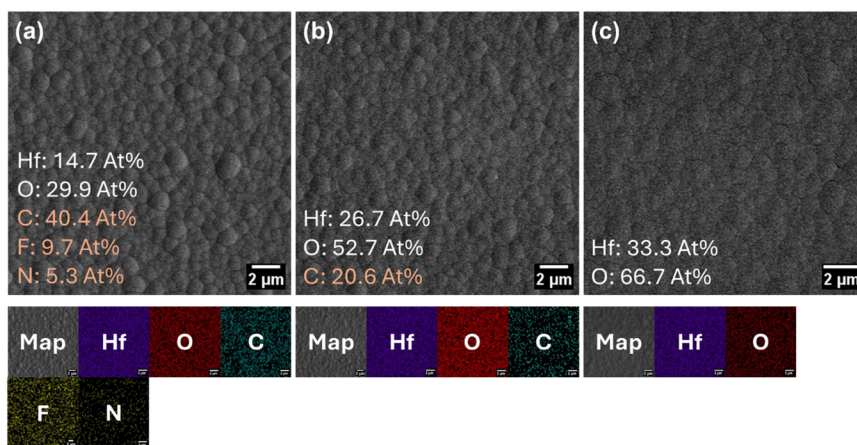 (a)
Hf: 14.7 At%
O: 29.9 At%
C: 40.4 At%
F: 9.7 At%
N: 5.3 At%
2 µm
(b)
Hf: 26.7 At%
O: 52.7 At%
C: 20.6 At%
2 µm
(c)
Hf: 33.3 At%
O: 66.7 At%
2 µm
Map Hf O C
F N
Map Hf O C
Map Hf O